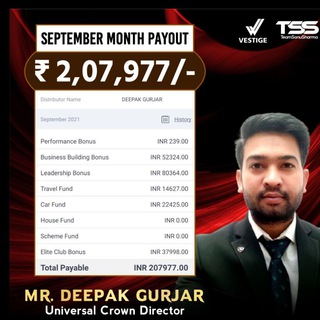 SEPTEMBER MONTH PAYOUT
VESTIGE
TSS
TeamSonuSharma
₹ 2,07,977/-
Distributor Name DEEPAK GURJAR
September 2021 History
Performance Bonus INR 239.00
Business Building Bonus INR 52324.00
Leadership Bonus INR 80364.00
Travel Fund INR 14627.00
Car Fund INR 22425.00
House Fund INR 0.00
Scheme Fund INR 0.00
Elite Club Bonus INR 37998.00
Total Payable INR 207977.00
MR. DEEPAK GURJAR
Universal Crown Director